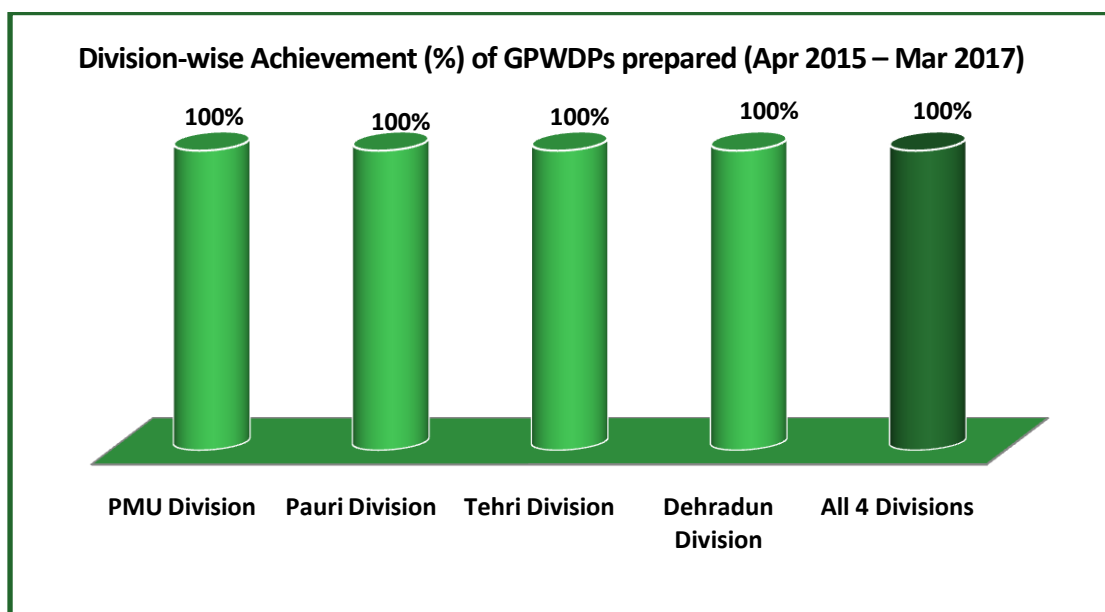 Division-wise Achievement (%) of GPWDPs prepared (Apr 2015 – Mar 2017)
100% 100% 100% 100% 100%
PMU Division Pauri Division Tehri Division Dehradun Division All 4 Divisions